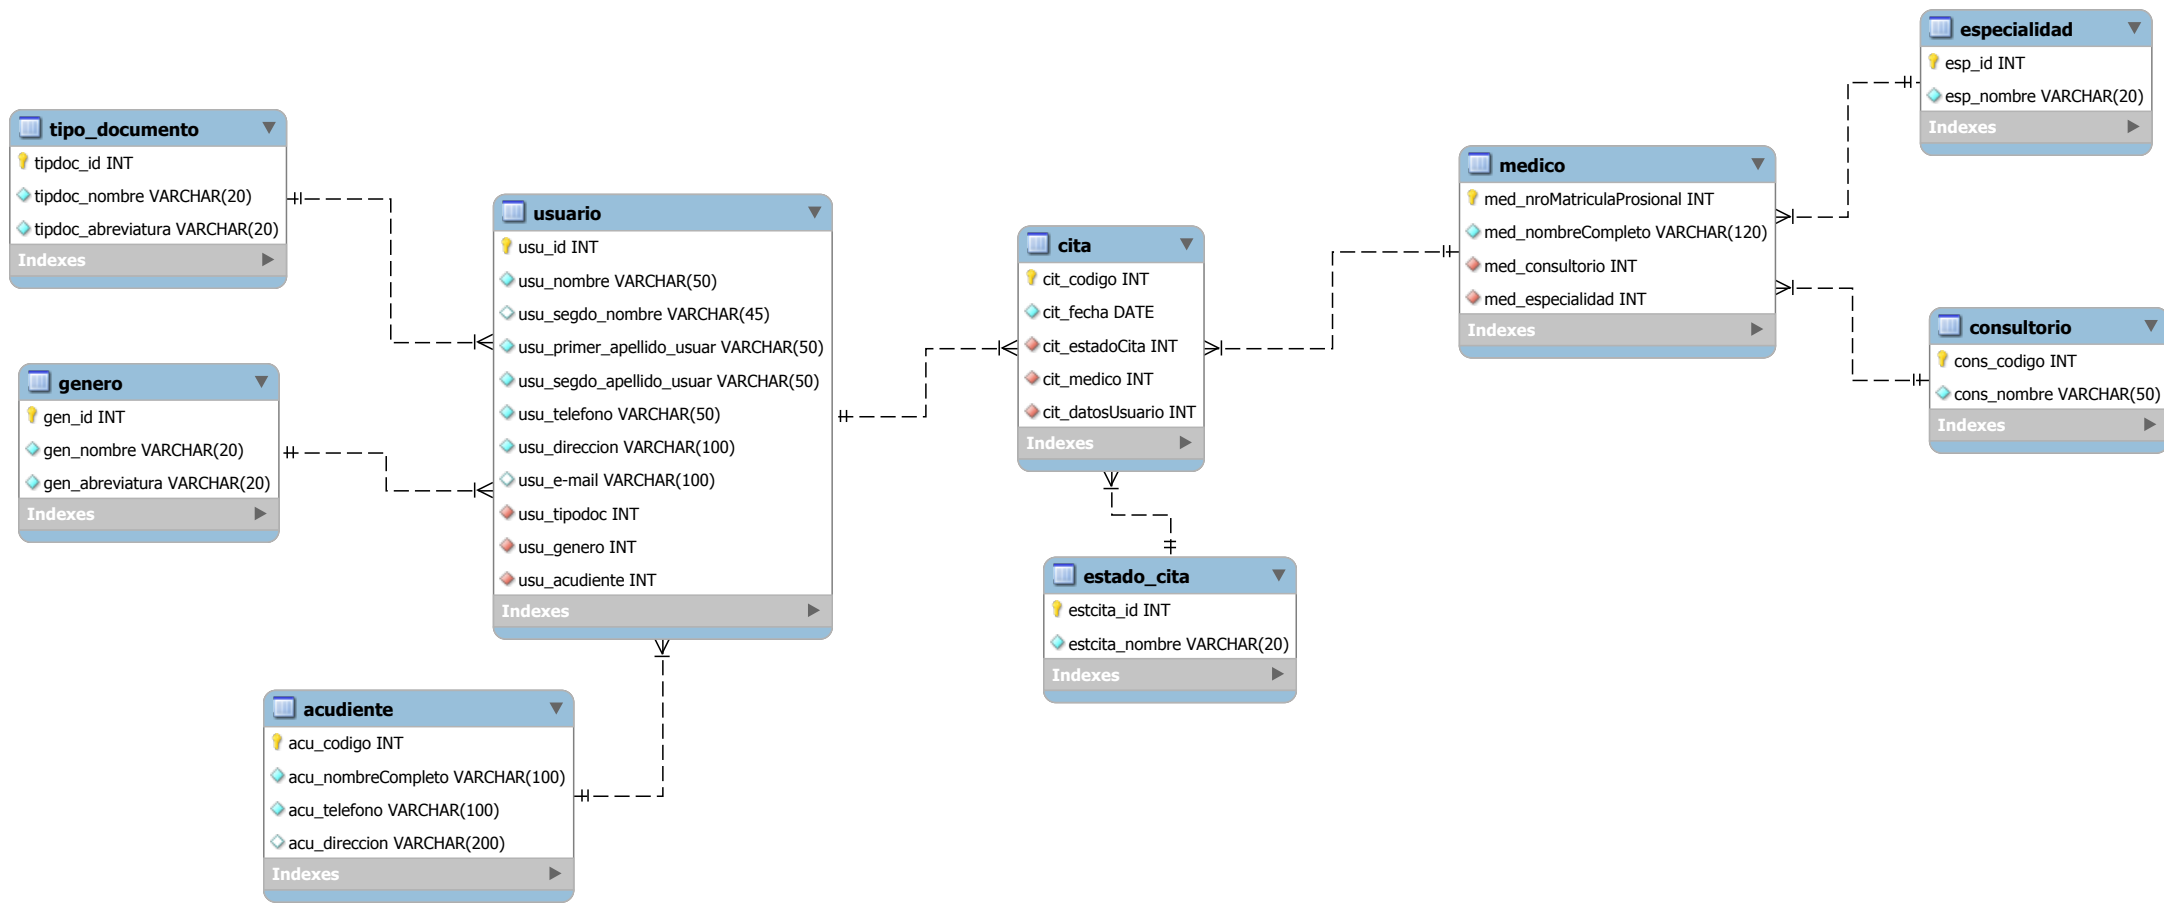 tipo_documento
tipdoc_id INT
tipdoc_nombre VARCHAR(20)
tipdoc_abreviatura VARCHAR(20)
Indexes
genero
gen_id INT
gen_nombre VARCHAR(20)
gen_abreviatura VARCHAR(20)
Indexes
usuario
usu_id INT
usu_nombre VARCHAR(50)
usu_segdo_nombre VARCHAR(45)
usu_primer_apellido_usuar VARCHAR(50)
usu_segdo_apellido_usuar VARCHAR(50)
usu_telefono VARCHAR(50)
usu_direccion VARCHAR(100)
usu_e-mail VARCHAR(100)
usu_tipodoc INT
usu_genero INT
usu_acudiente INT
Indexes
acudiente
acu_codigo INT
acu_nombreCompleto VARCHAR(100)
acu_telefono VARCHAR(100)
acu_direccion VARCHAR(200)
Indexes
cita
cit_codigo INT
cit_fecha DATE
cit_estadoCita INT
cit_medico INT
cit_datosUsuario INT
Indexes
estado_cita
estcita_id INT
estcita_nombre VARCHAR(20)
Indexes
medico
med_nroMatriculaProsional INT
med_nombreCompleto VARCHAR(120)
med_consultorio INT
med_especialidad INT
Indexes
especialidad
esp_id INT
esp_nombre VARCHAR(20)
Indexes
consultorio
cons_codigo INT
cons_nombre VARCHAR(50)
Indexes